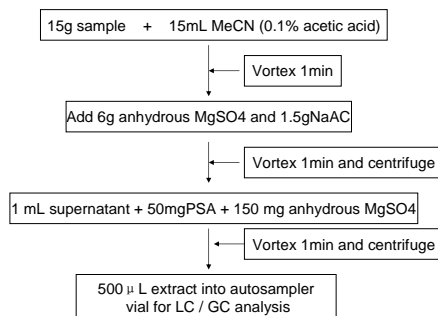 15g sample + 15mL MeCN (0.1% acetic acid)
Vortex 1min
Add 6g anhydrous MgSO4 and 1.5gNaAC
Vortex 1min and centrifuge
1 mL supernatant + 50mgPSA + 150 mg anhydrous MgSO4
Vortex 1min and centrifuge
500 μL extract into autosampler
vial for LC / GC analysis